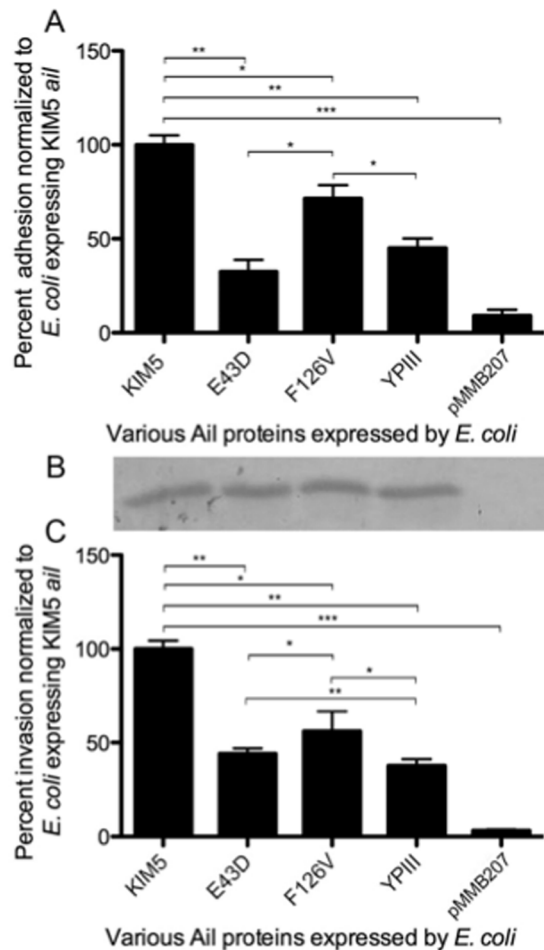 A
Percent adhesion normalized to
E. coli expressing KIM5 ail
150
100
50
0
**
*
**
***
*
*
KIM5
E43D
F126V
YPIII
pMMB207
Various Ail proteins expressed by E. coli
B
C
Percent invasion normalized to
E. coli expressing KIM5 ail
150
100
50
0
**
*
**
***
*
*
**
KIM5
E43D
F126V
YPIII
pMMB207
Various Ail proteins expressed by E. coli